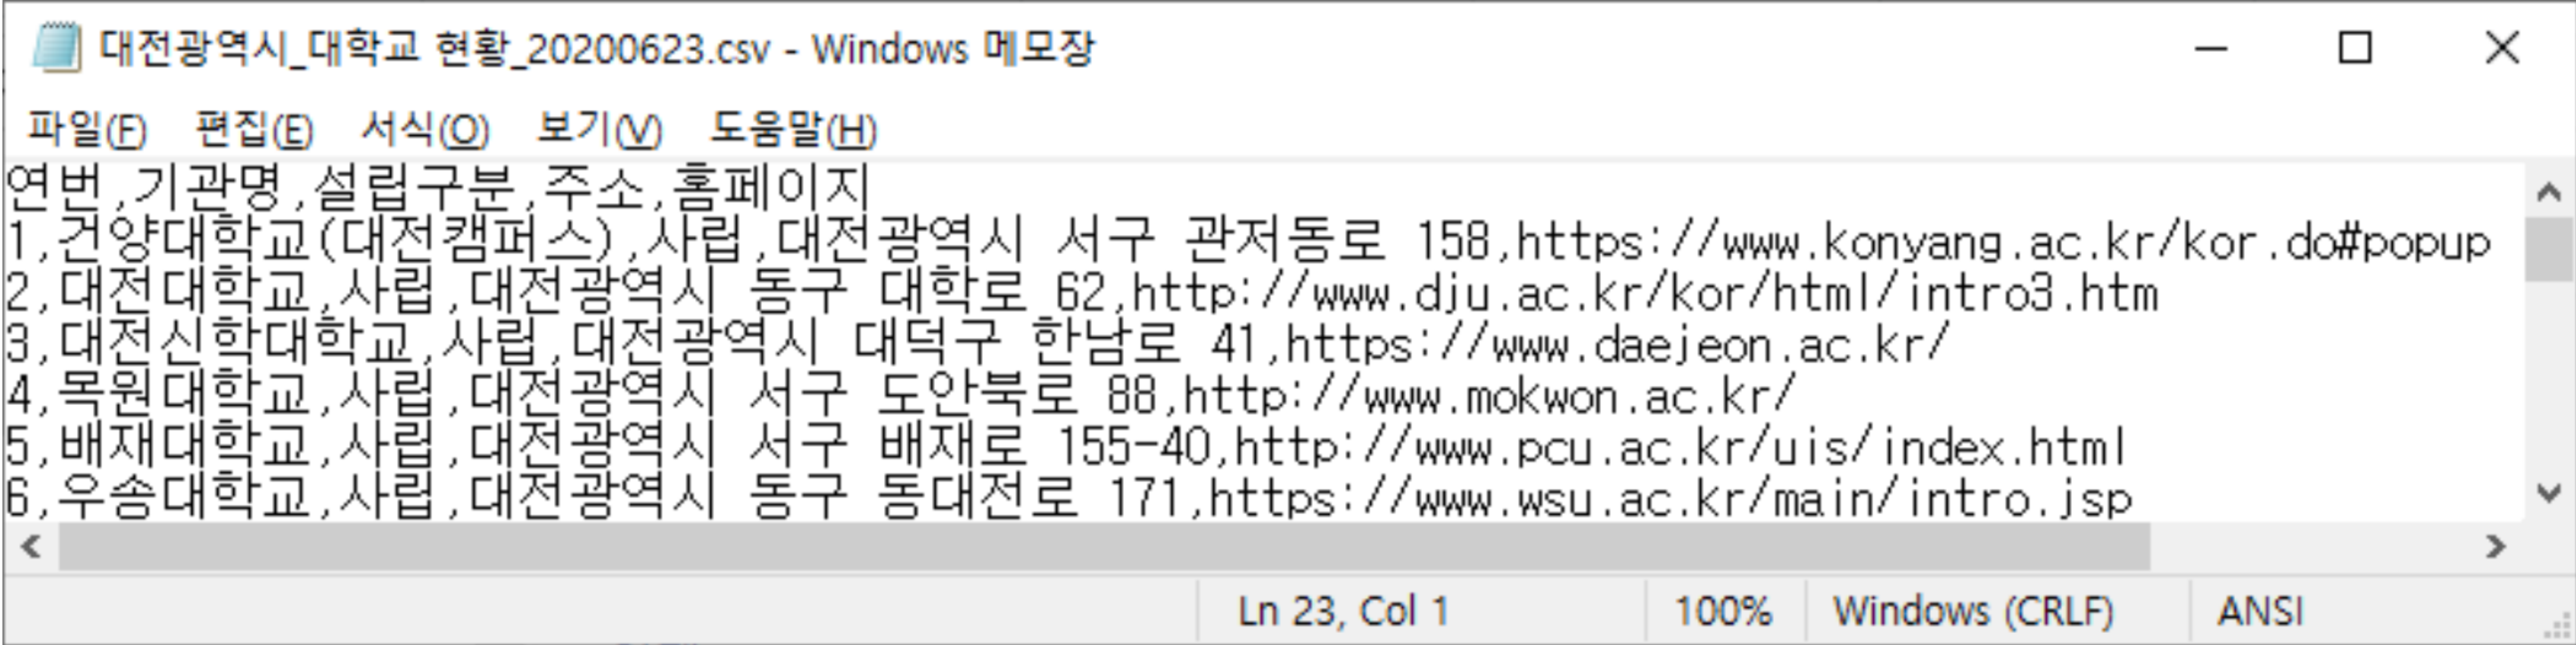 대전광역시_대학교 현황_20200623.csv - Windows 메모장
파일(F) 편집(E) 서식(O) 보기(V) 도움말(H)
연번,기관명,설립구분,주소,홈페이지
1,건양대학교(대전캠퍼스),사립,대전광역시 서구 관저동로 158,https://www.konyang.ac.kr/kor.do#popup
2,대전대학교,사립,대전광역시 동구 대학로 62,http://www.dju.ac.kr/kor/html/intro3.htm
3,대전신학대학교,사립,대전광역시 대덕구 한남로 41,https://www.daejeon.ac.kr/
4,목원대학교,사립,대전광역시 서구 도안북로 88,http://www.mokwon.ac.kr/
5,배재대학교,사립,대전광역시 서구 배재로 155-40,http://www.pcu.ac.kr/uis/index.html
6,우송대학교,사립,대전광역시 동구 동대전로 171,https://www.wsu.ac.kr/main/intro.jsp
Ln 23, Col 1 100% Windows (CRLF) ANSI